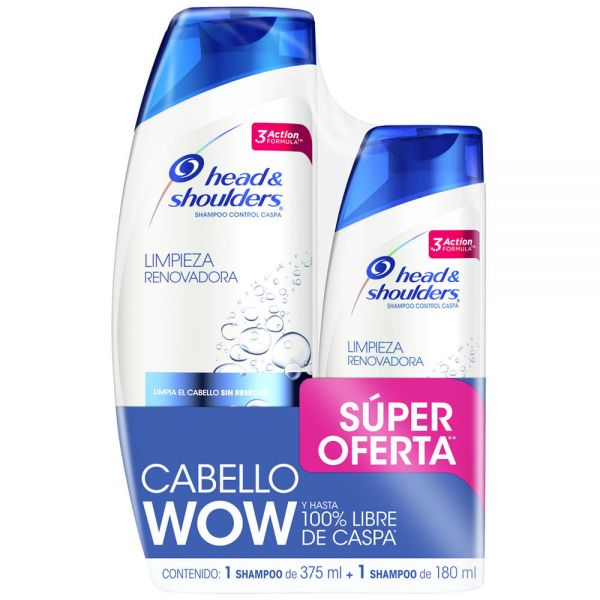 3 Action
FORMULA™
head &
shoulders®
SHAMPOO CONTROL CASPA
LIMPIEZA
RENOVADORA
LIMPIA EL CABELLO SIN
3 Action
FORMULA™
head &
shoulders®
SHAMPOO CONTROL CASPA
LIMPIEZA
RENOVADORA
SÚPER
OFERTA**
CABELLO
WOW
Y HASTA
100% LIBRE
DE CASPA*
CONTENIDO: 1 SHAMPOO de 375 ml + 1 SHAMPOO de 180 ml